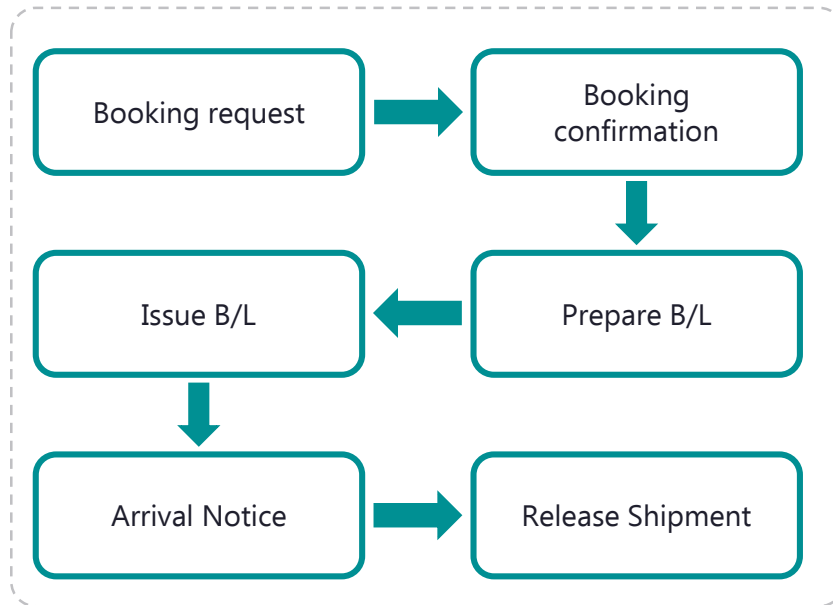 Booking request
Booking
confirmation
Issue B/L
Prepare B/L
Arrival Notice
Release Shipment